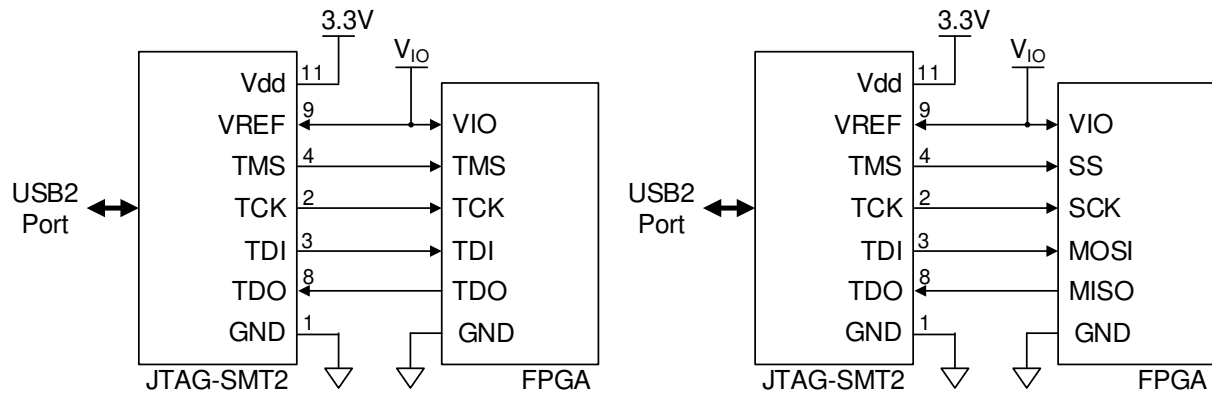 3.3V
VIO
Vdd 11
VREF 9 VIO
TMS 4 TMS
USB2
Port
TCK 2 TCK
TDI 3 TDI
TDO 8 TDO
GND 1 GND
JTAG-SMT2 FPGA
3.3V
VIO
Vdd 11
VREF 9 VIO
TMS 4 SS
USB2
Port
TCK 2 SCK
TDI 3 MOSI
TDO 8 MISO
GND 1 GND
JTAG-SMT2 FPGA